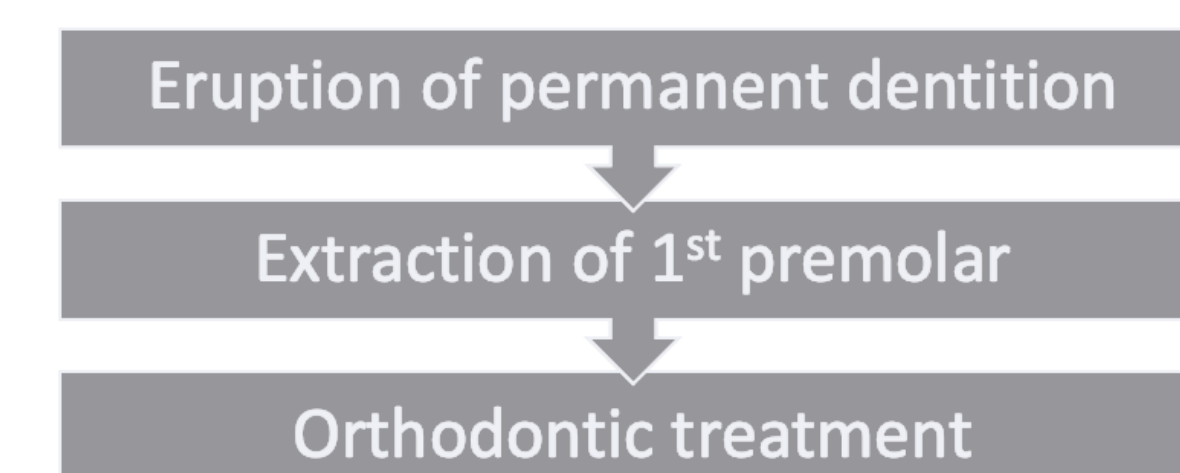 Eruption of permanent dentition
Extraction of 1st premolar
Orthodontic treatment